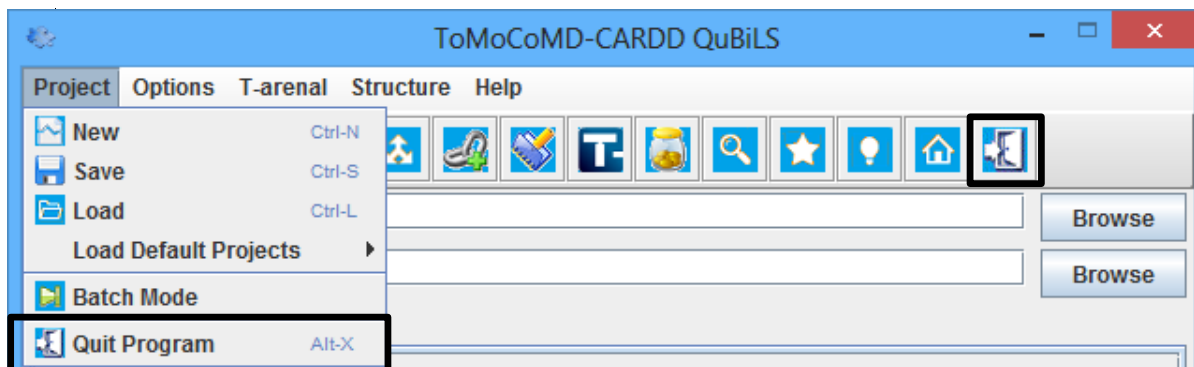 ToMoCoMD-CARDD QuBiLS
Project Options T-arenal Structure Help
New Ctrl-N
Save Ctrl-S
Load Ctrl-L
Browse
Load Default Projects
Browse
Batch Mode
Quit Program Alt-X